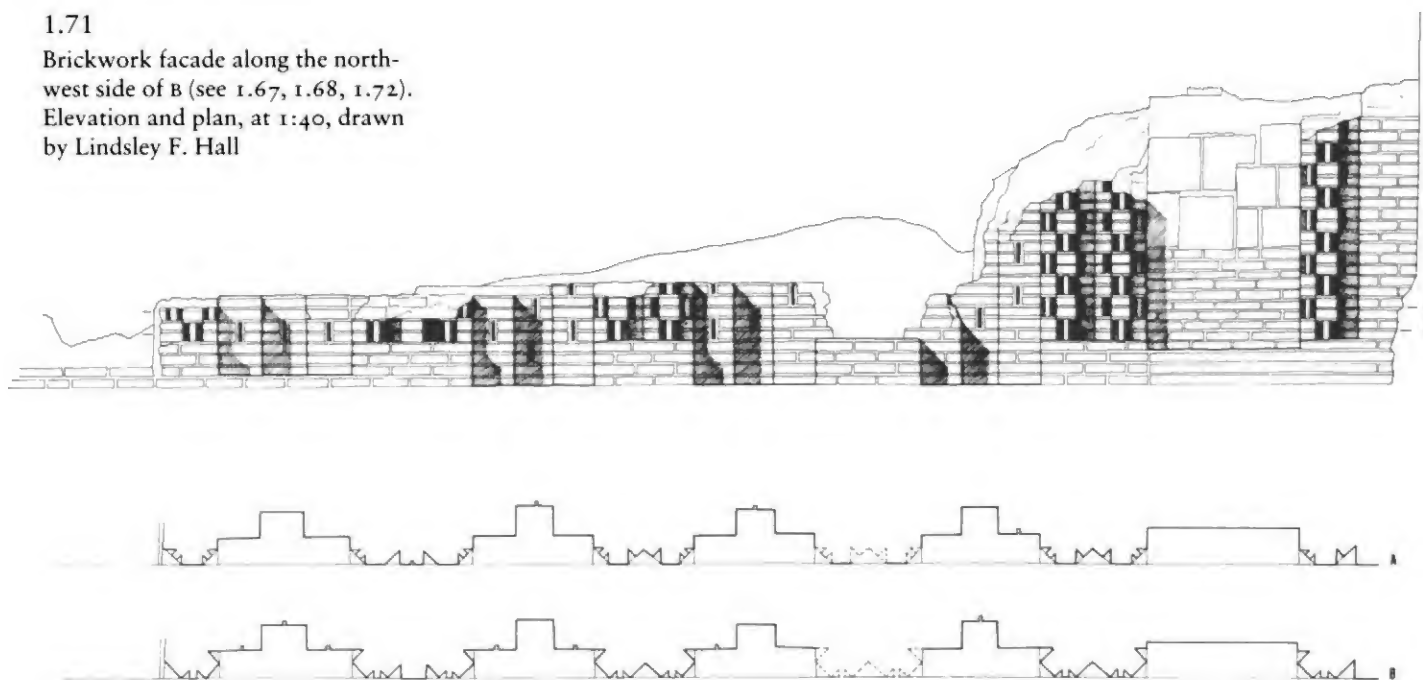 1.71
Brickwork facade along the north-
west side of B (see 1.67, 1.68, 1.72).
Elevation and plan, at 1:40, drawn
by Lindsley F. Hall
A
B